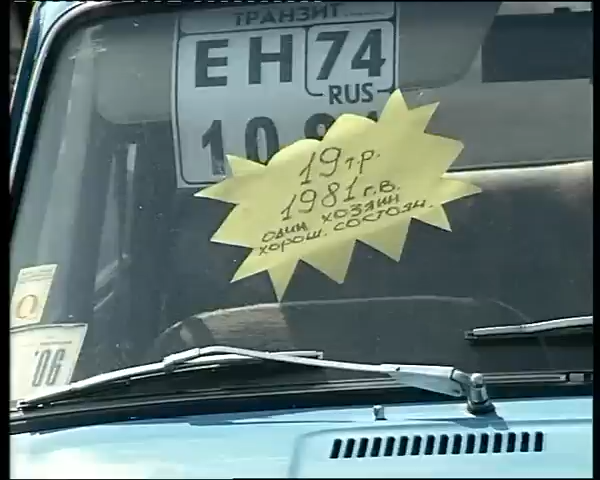 ТРАНЗИТ
ЕН 74
RUS
19 т.р.
1981 г.в.
один хозяин
хорош. состоян.
'06